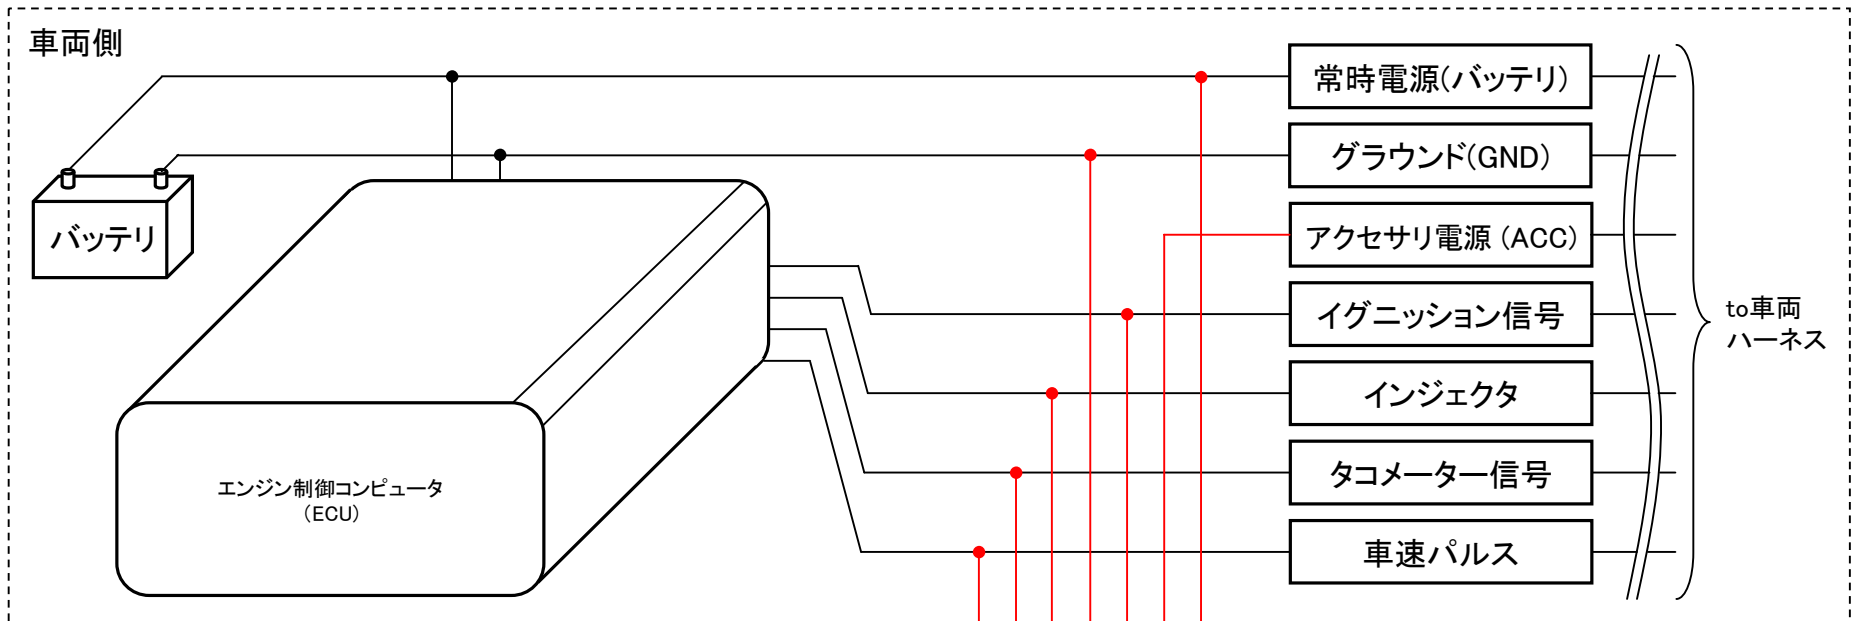 車両側
常時電源(バッテリ)
グラウンド(GND)
バッテリ
アクセサリ電源 (ACC)
イグニッション信号
to車両
ハーネス
インジェクタ
タコメーター信号
エンジン制御コンピュータ
(ECU)
車速パルス